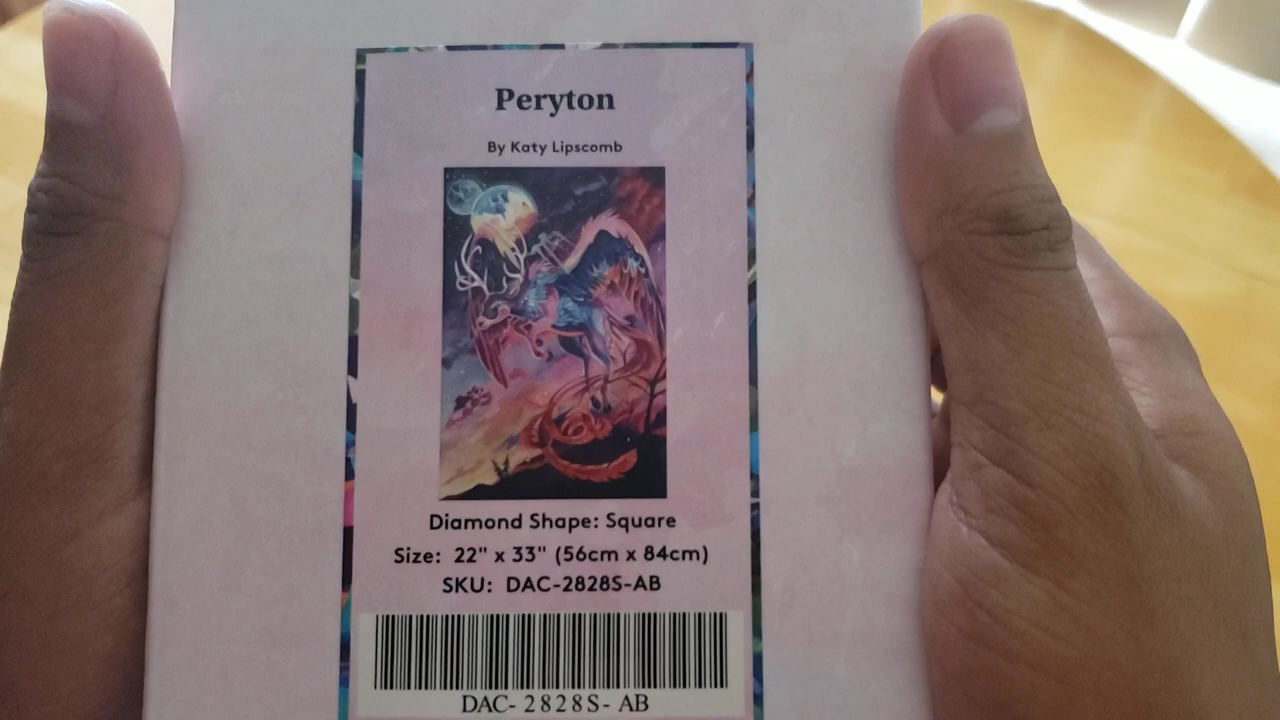 Peryton
By Katy Lipscomb
Diamond Shape: Square
Size: 22" x 33" (56cm x 84cm)
SKU: DAC-2828S-AB
DAC- 2828S- AB